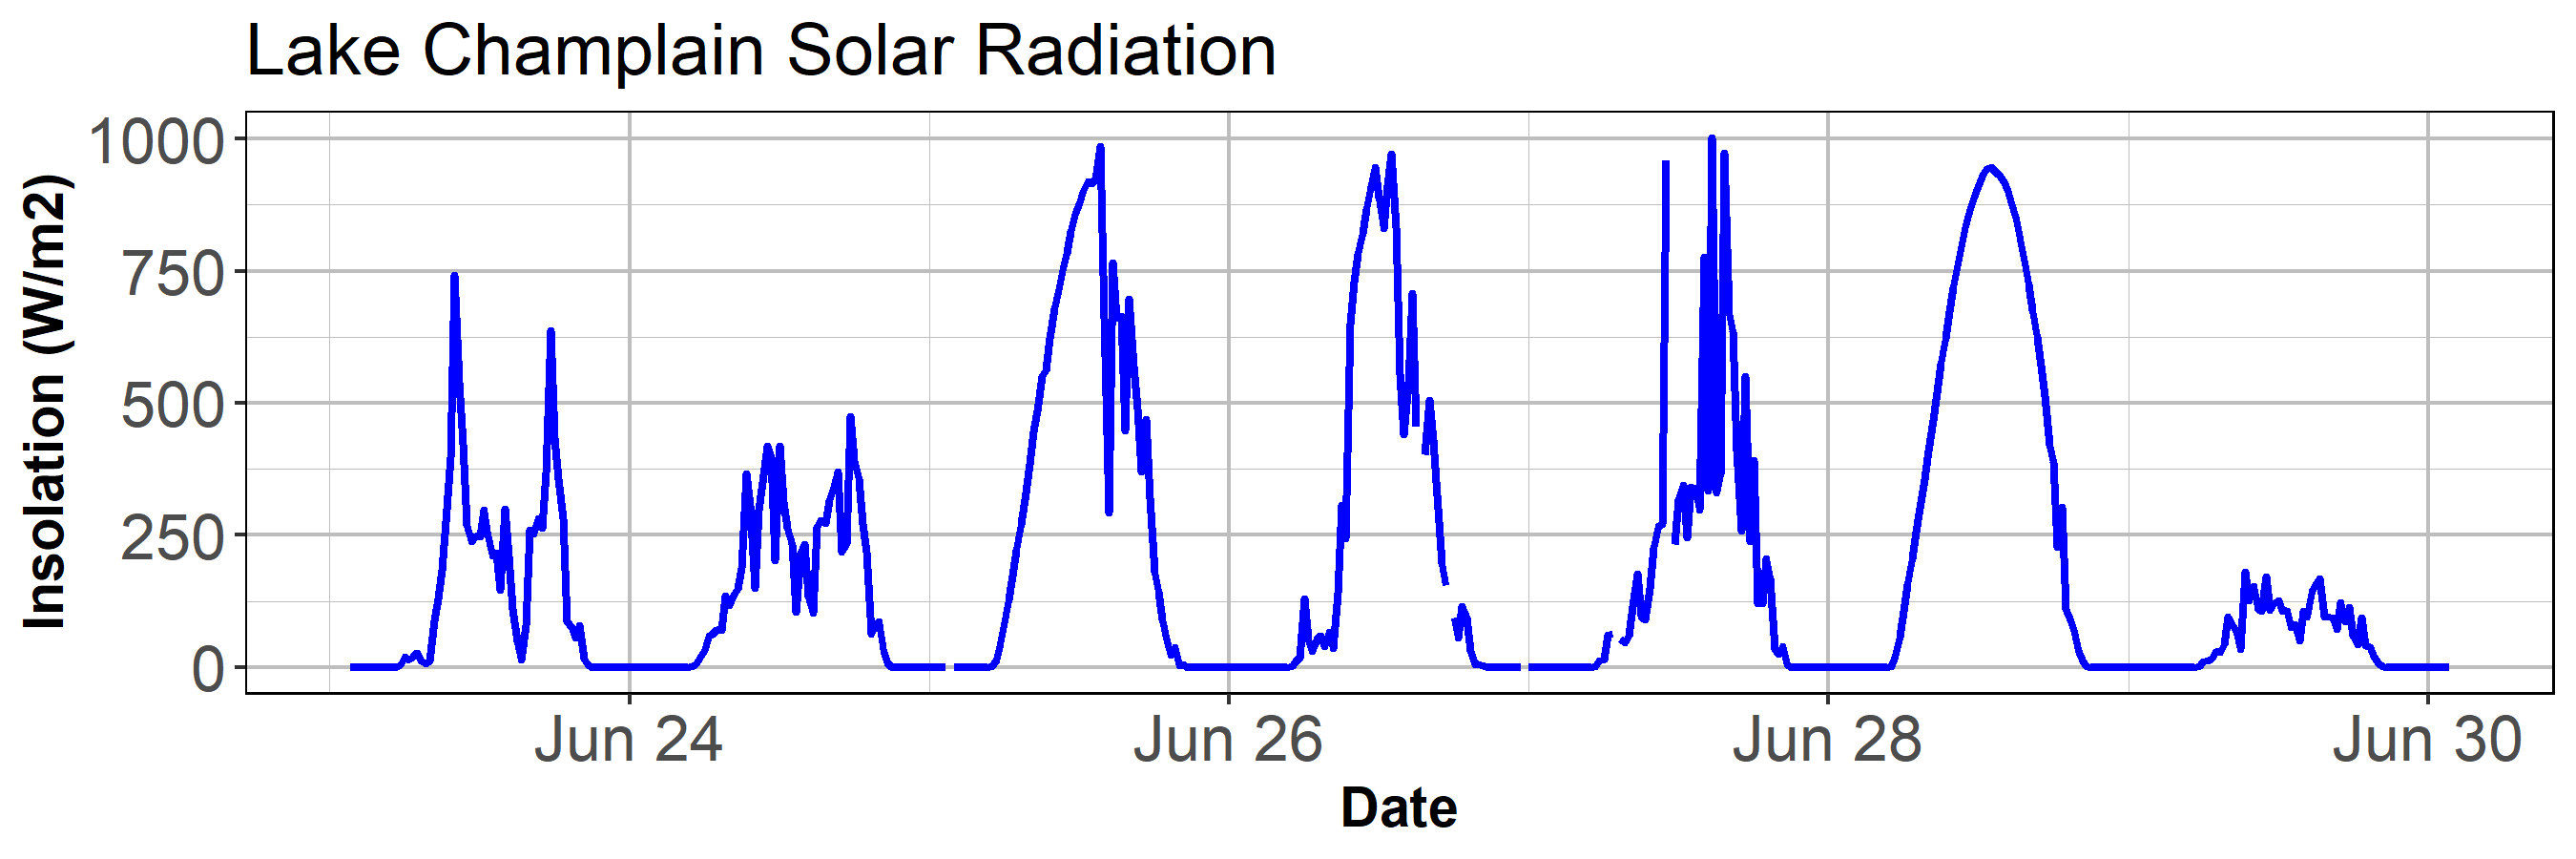 Lake Champlain Solar Radiation
Insolation (W/m2)
1000
750
500
250
0
Jun 24
Jun 26
Jun 28
Jun 30
Date